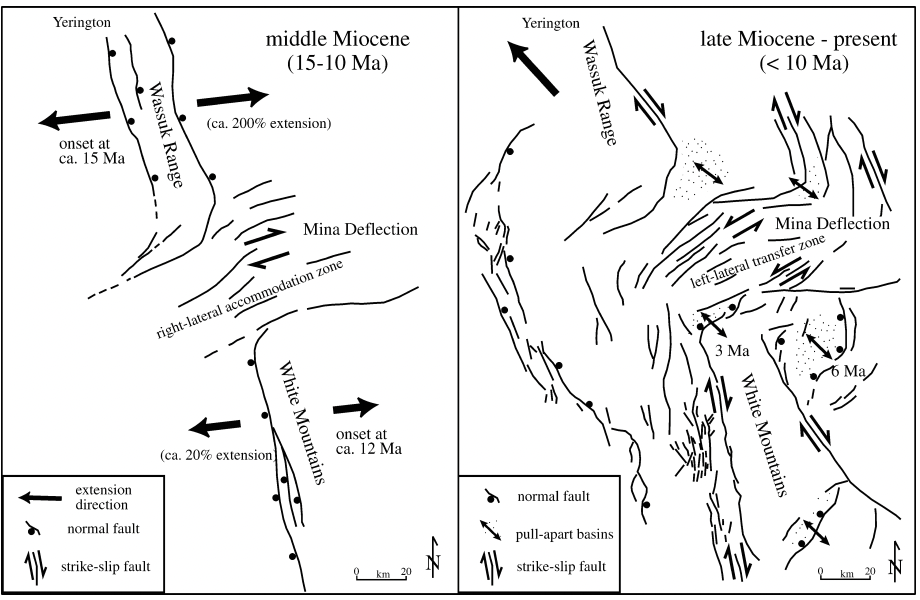 Yerington
middle Miocene
(15-10 Ma)
Wassuk Range
(ca. 200% extension)
onset at
ca. 15 Ma
Mina Deflection
right-lateral accommodation zone
White Mountains
(ca. 20% extension)
onset at
ca. 12 Ma
extension
direction
normal fault
strike-slip fault
0 km 20
N
Yerington
late Miocene - present
(< 10 Ma)
Wassuk Range
Mina Deflection
left-lateral transfer zone
3 Ma
6 Ma
White Mountains
normal fault
pull-apart basins
strike-slip fault
0 km 20
N